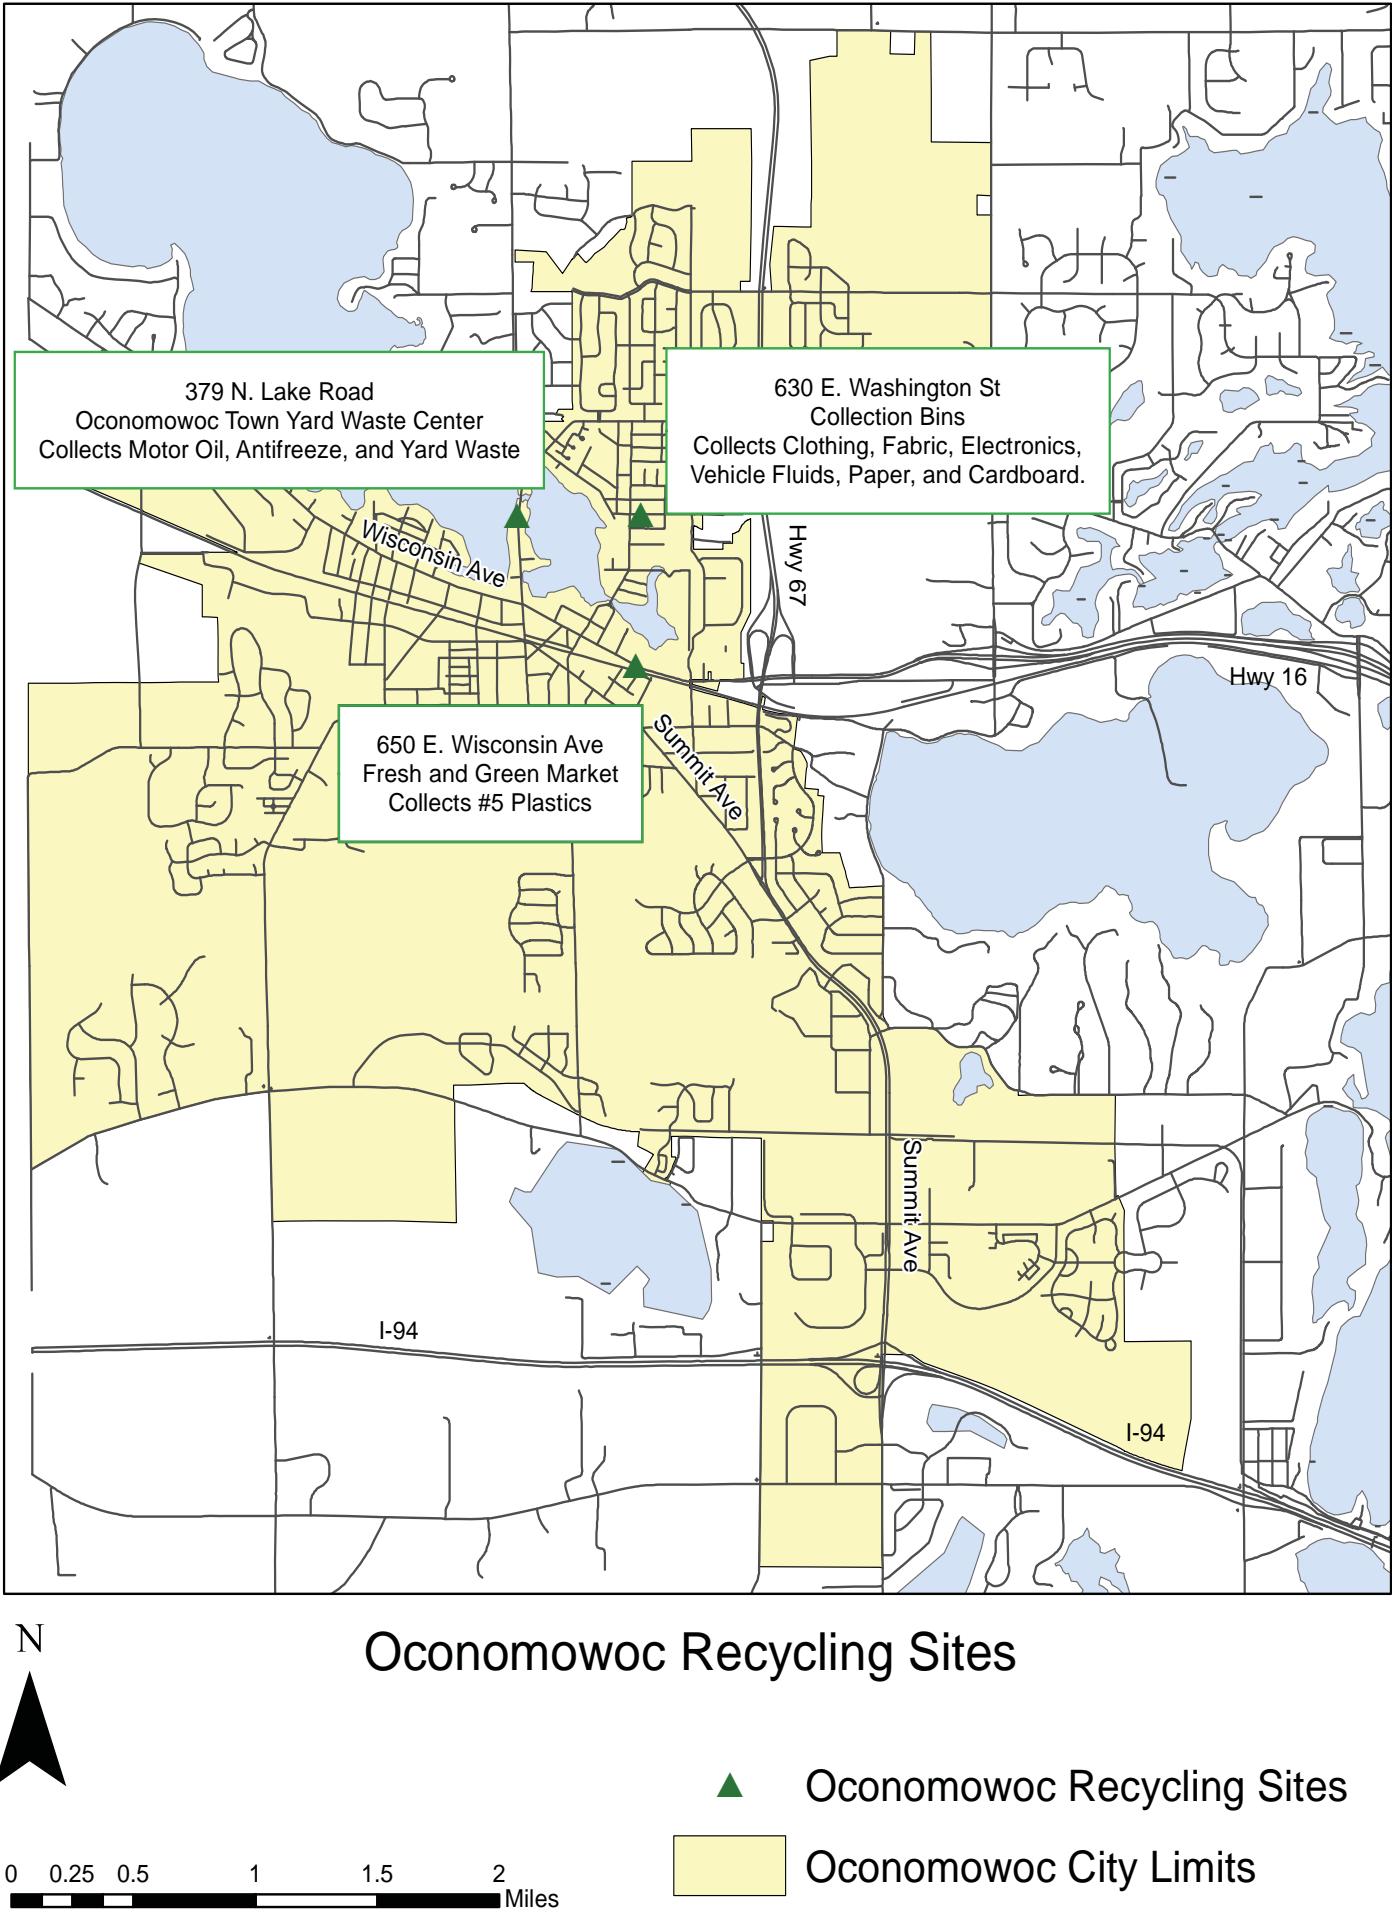 379 N. Lake Road
Oconomowoc Town Yard Waste Center
Collects Motor Oil, Antifreeze, and Yard Waste
630 E. Washington St
Collection Bins
Collects Clothing, Fabric, Electronics,
Vehicle Fluids, Paper, and Cardboard.
Wisconsin Ave
Hwy 67
Hwy 16
650 E. Wisconsin Ave
Fresh and Green Market
Collects #5 Plastics
Summit Ave
Summit Ave
I-94
I-94
N
Oconomowoc Recycling Sites
Oconomowoc Recycling Sites
Oconomowoc City Limits
0 0.25 0.5 1 1.5 2
Miles